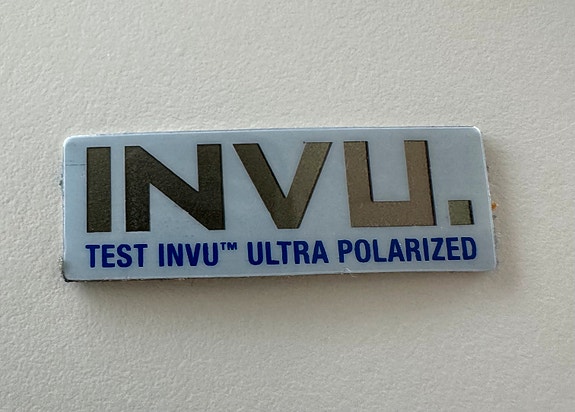 INVU.
TEST INVU™ ULTRA POLARIZED